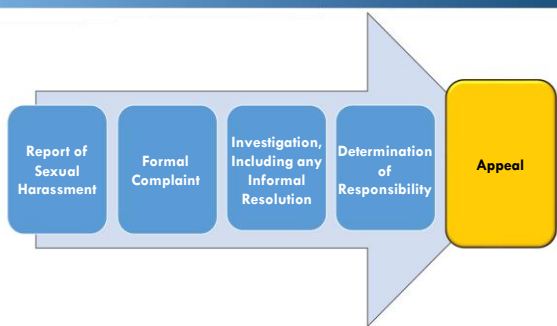 Report of
Sexual
Harassment
Formal
Complaint
Investigation,
Including any
Informal
Resolution
Determination
of
Responsibility
Appeal